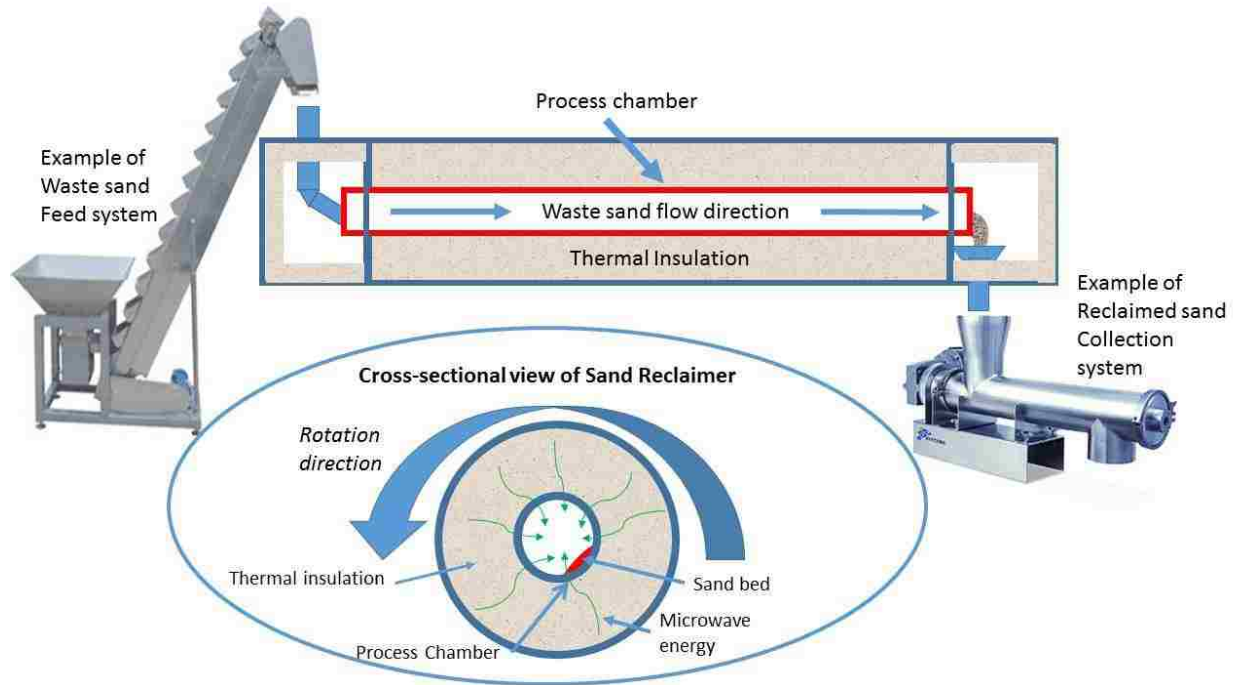 Process chamber
Example of
Waste sand
Feed system
Waste sand flow direction
Thermal Insulation
Example of
Reclaimed sand
Collection
system
Cross-sectional view of Sand Reclaimer
Rotation
direction
Thermal insulation
Sand bed
Microwave
energy
Process Chamber